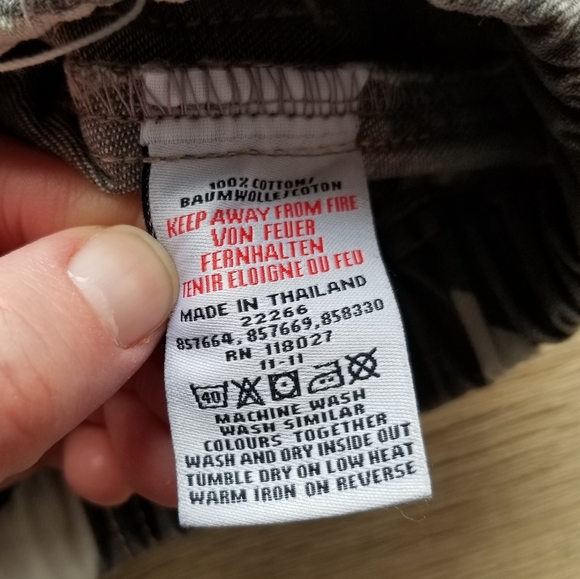 100% COTTON/
BAUMWOLLE/COTON
KEEP AWAY FROM FIRE
VON FEUER
FERNHALTEN
TENIR ELOIGNE DU FEU
MADE IN THAILAND
22266
857664, 857669, 858330
RN 118027
11-11
40
MACHINE WASH
WASH SIMILAR
COLOURS TOGETHER
WASH AND DRY INSIDE OUT
TUMBLE DRY ON LOW HEAT
WARM IRON ON REVERSE